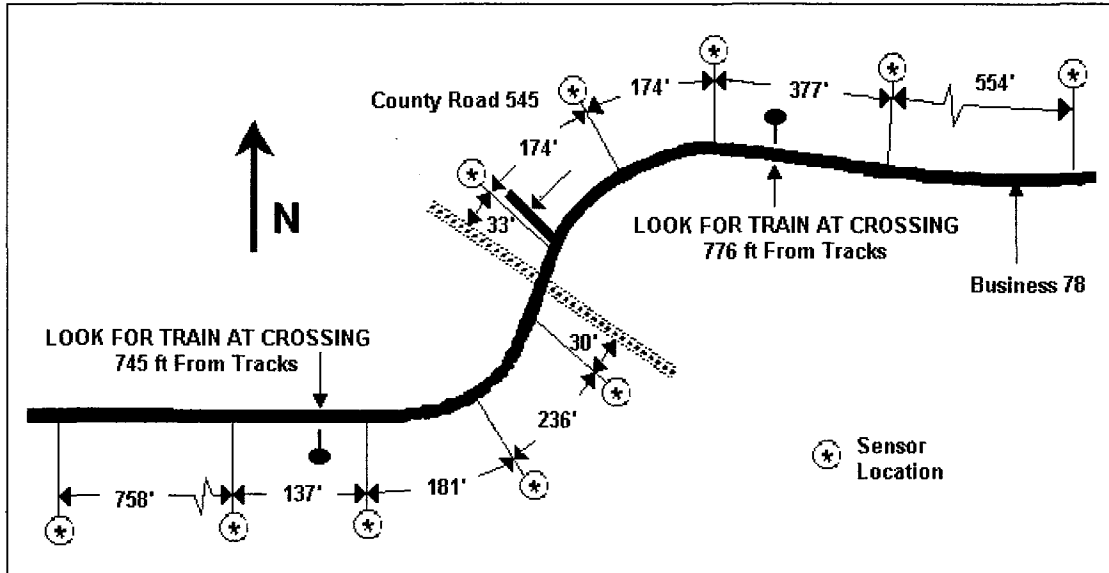 174'
377'
554'
County Road 545
174'
33'
N
LOOK FOR TRAIN AT CROSSING
776 ft From Tracks
Business 78
LOOK FOR TRAIN AT CROSSING
745 ft From Tracks
30'
236'
Sensor
Location
758'
137'
181'